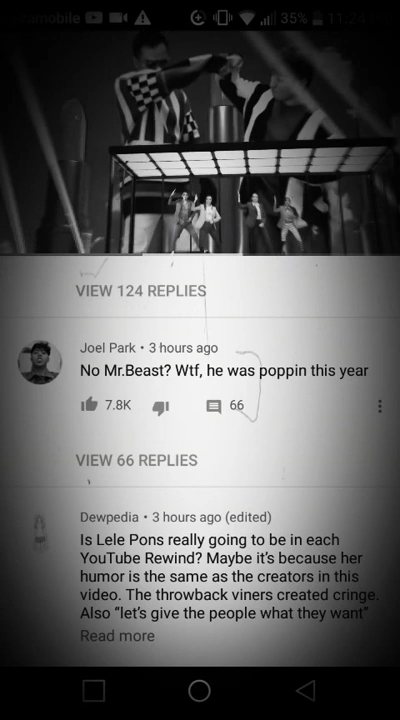 35%
VIEW 124 REPLIES
Joel Park • 3 hours ago
No Mr.Beast? Wtf, he was poppin this year
7.8K
66
VIEW 66 REPLIES
Dewpedia • 3 hours ago (edited)
Is Lele Pons really going to be in each
YouTube Rewind? Maybe it's because her
humor is the same as the creators in this
video. The throwback viners created cringe.
Also “let's give the people what they want”
Read more